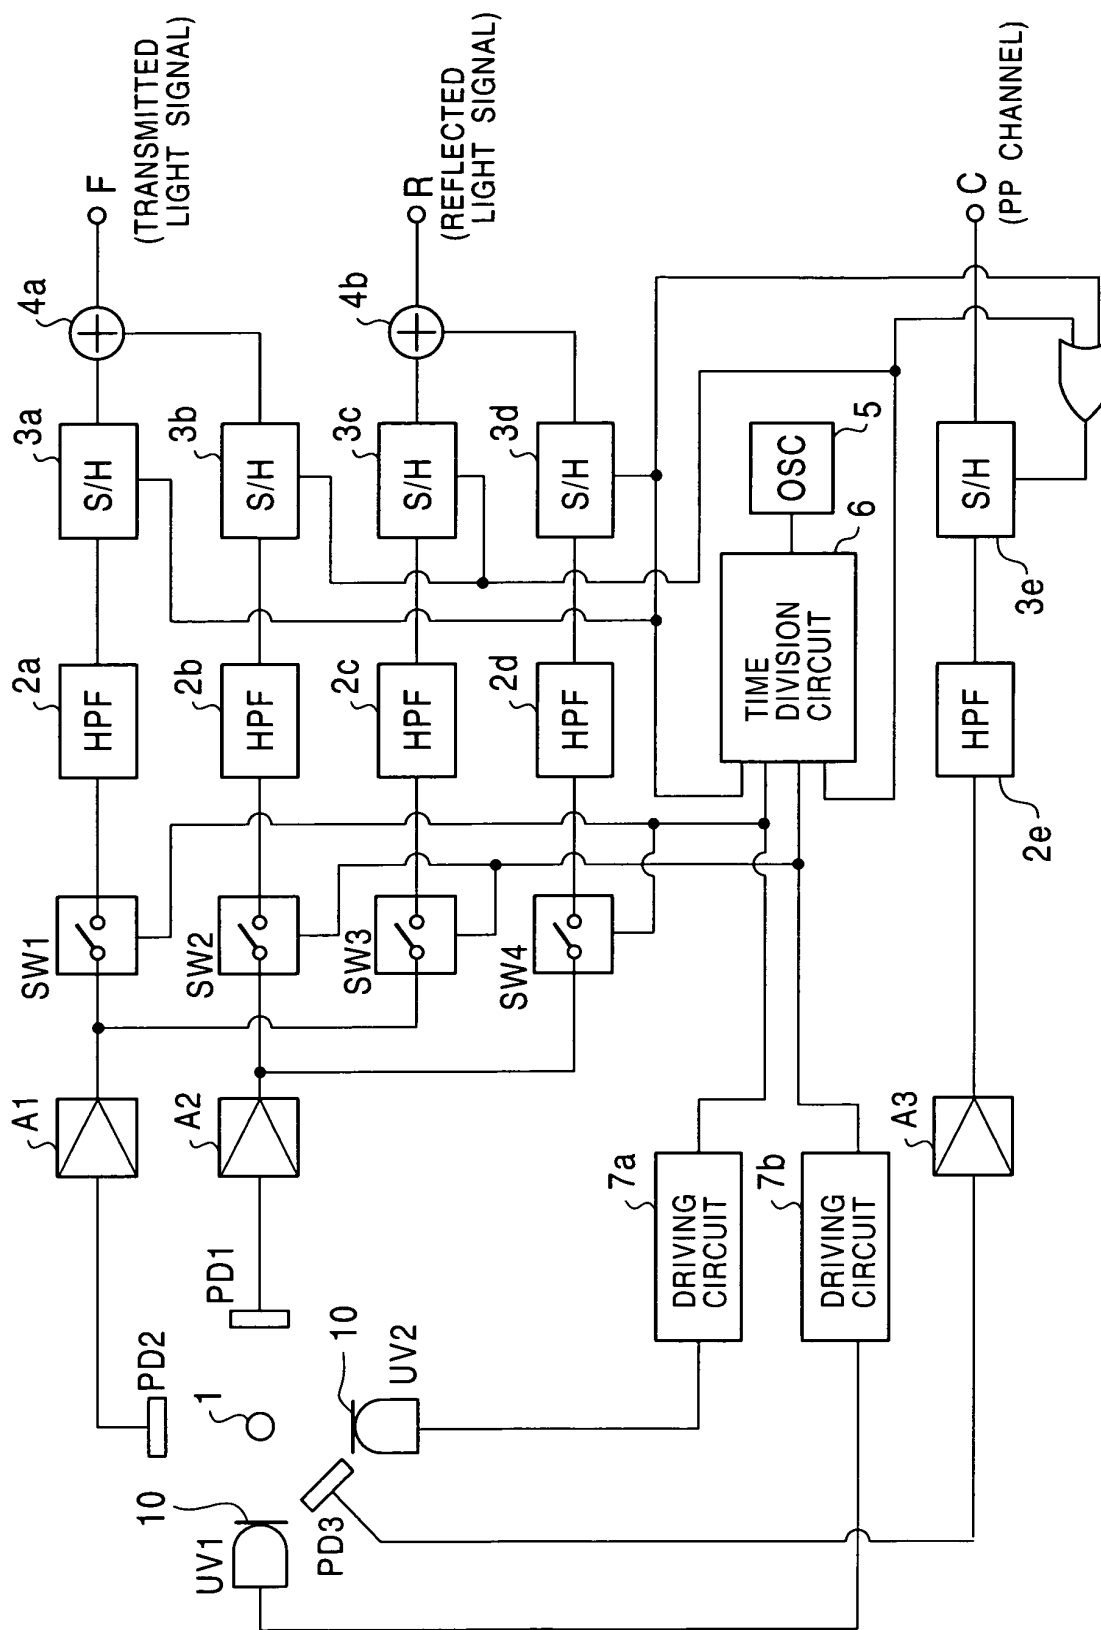 A1
SW1
2a
HPF
3a
S/H
4a
F
(TRANSMITTED
LIGHT SIGNAL)
PD2
A2
SW2
2b
HPF
3b
S/H
PD1
1
10
UV1
SW3
2c
HPF
3c
S/H
4b
R
(REFLECTED
LIGHT SIGNAL)
PD3
10
UV2
SW4
2d
HPF
3d
S/H
7a
DRIVING
CIRCUIT
7b
DRIVING
CIRCUIT
TIME
DIVISION
CIRCUIT
6
OSC
5
A3
HPF
2e
S/H
3e
C
(PP CHANNEL)